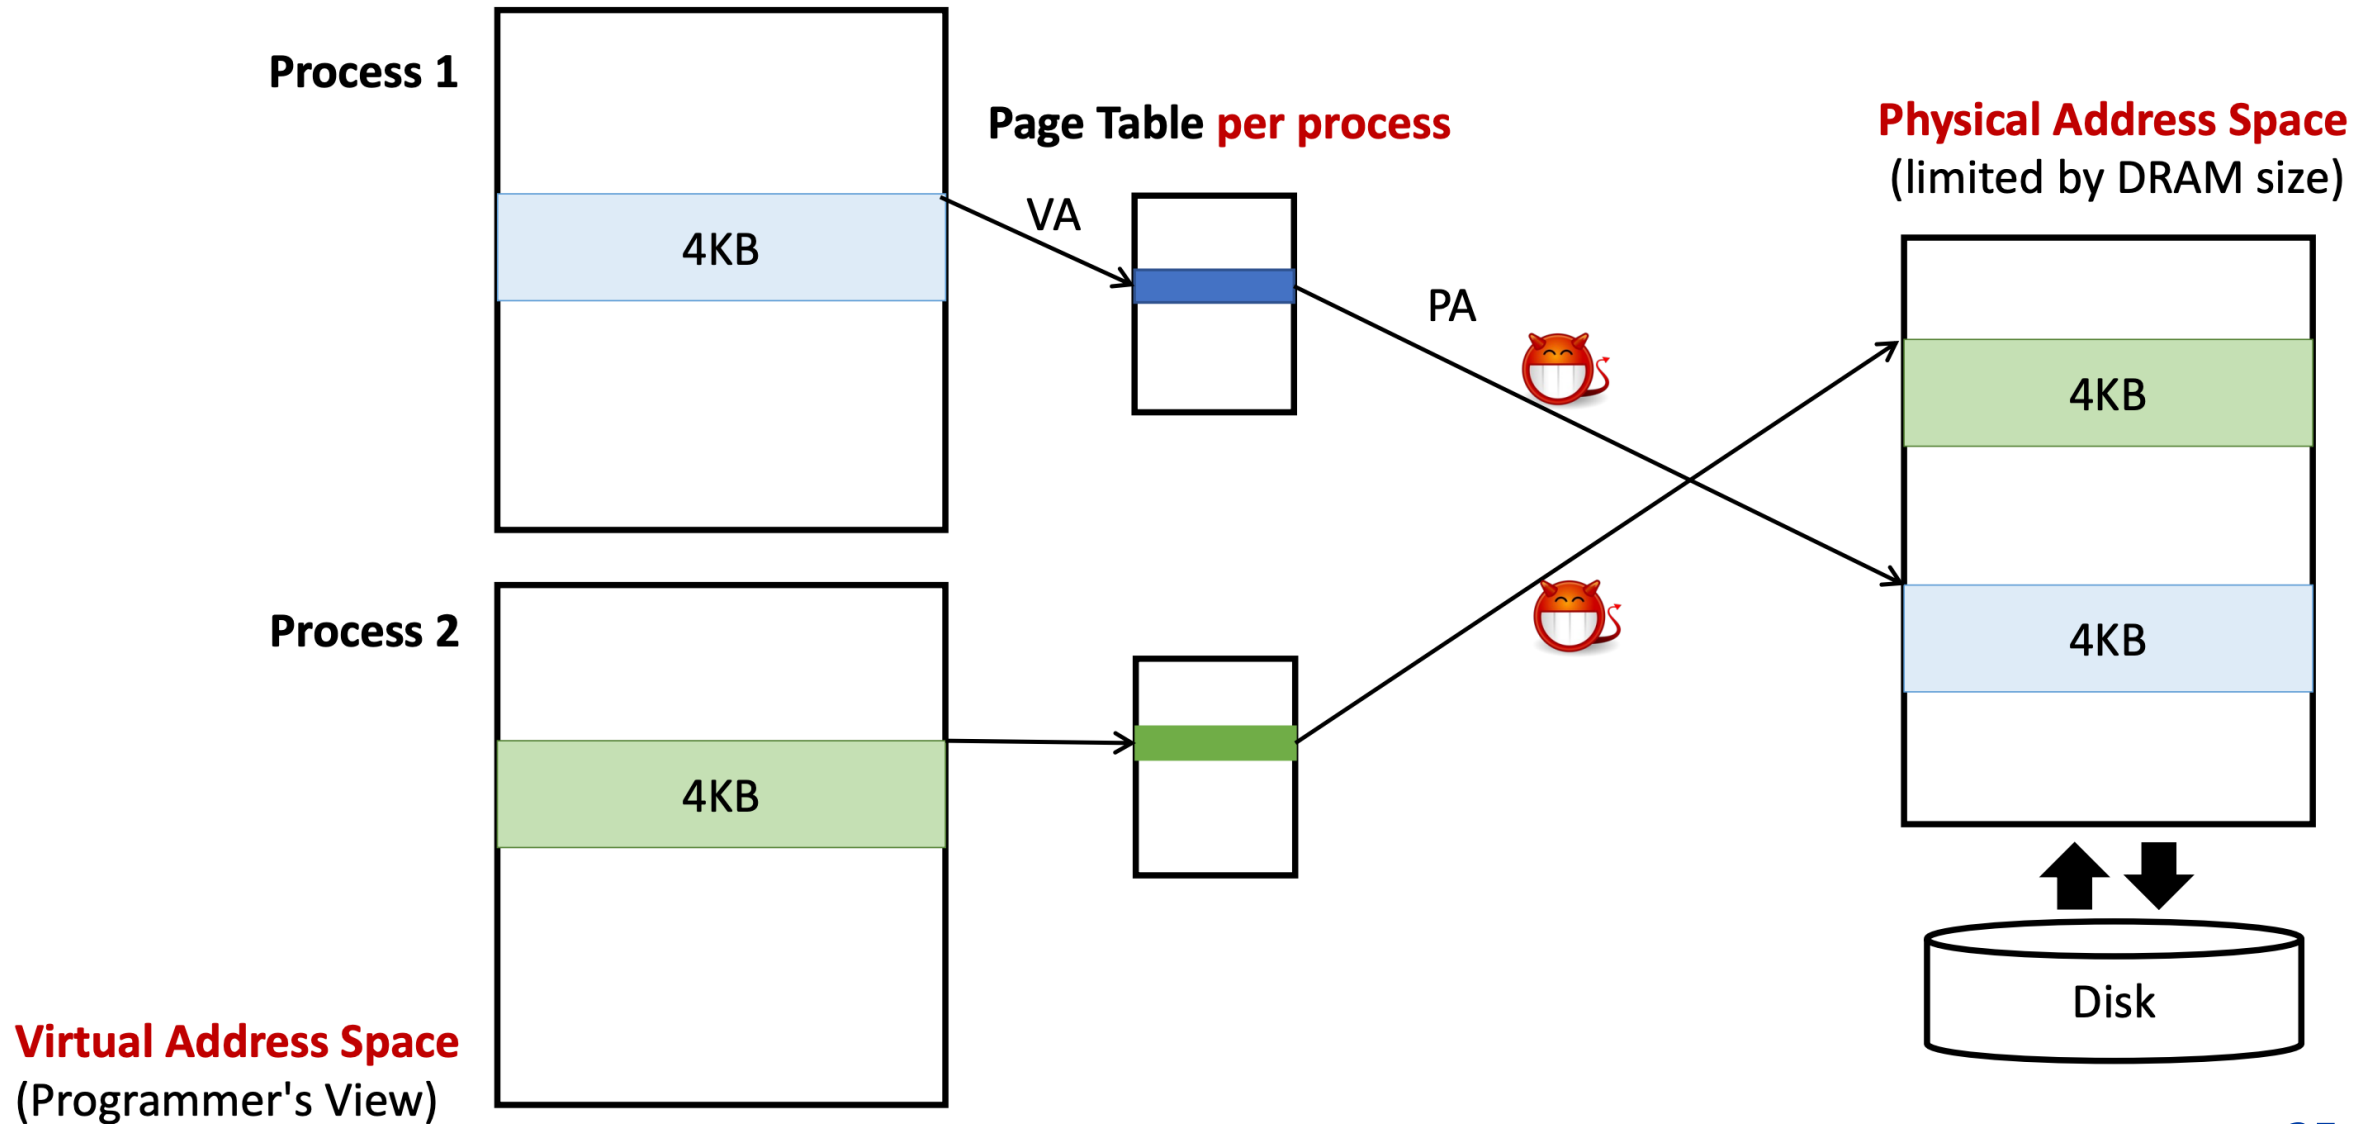 Process 1
4KB
Page Table per process
VA
PA
Physical Address Space
(limited by DRAM size)
4KB
4KB
Process 2
4KB
Virtual Address Space
(Programmer's View)
Disk